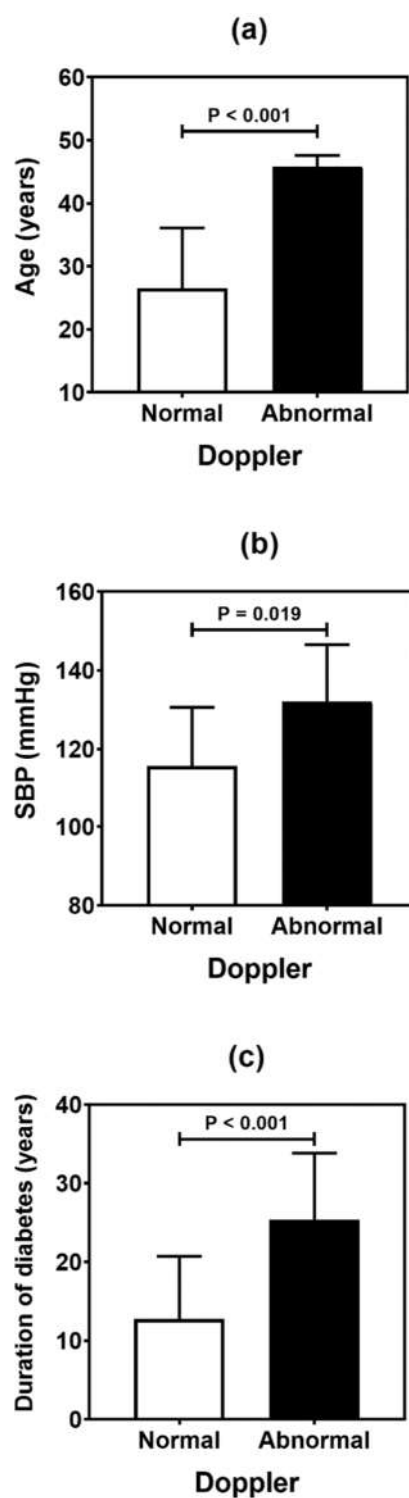 (a)
60
50
40
30
20
10
Age (years)
P < 0.001
Normal Abnormal
Doppler
(b)
160
140
120
100
80
SBP (mmHg)
P = 0.019
Normal Abnormal
Doppler
(c)
40
30
20
10
0
Duration of diabetes (years)
P < 0.001
Normal Abnormal
Doppler